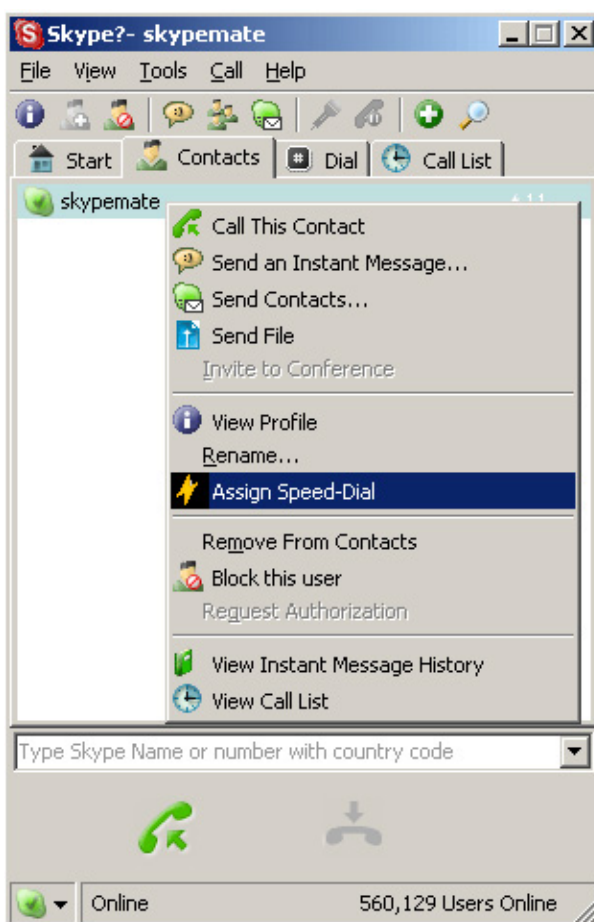 Skype?- skypemate
File View Tools Call Help
Start Contacts Dial Call List
skypemate
Call This Contact
Send an Instant Message...
Send Contacts...
Send File
Invite to Conference
View Profile
Rename...
Assign Speed-Dial
Remove From Contacts
Block this user
Request Authorization
View Instant Message History
View Call List
Type Skype Name or number with country code
Online 560,129 Users Online